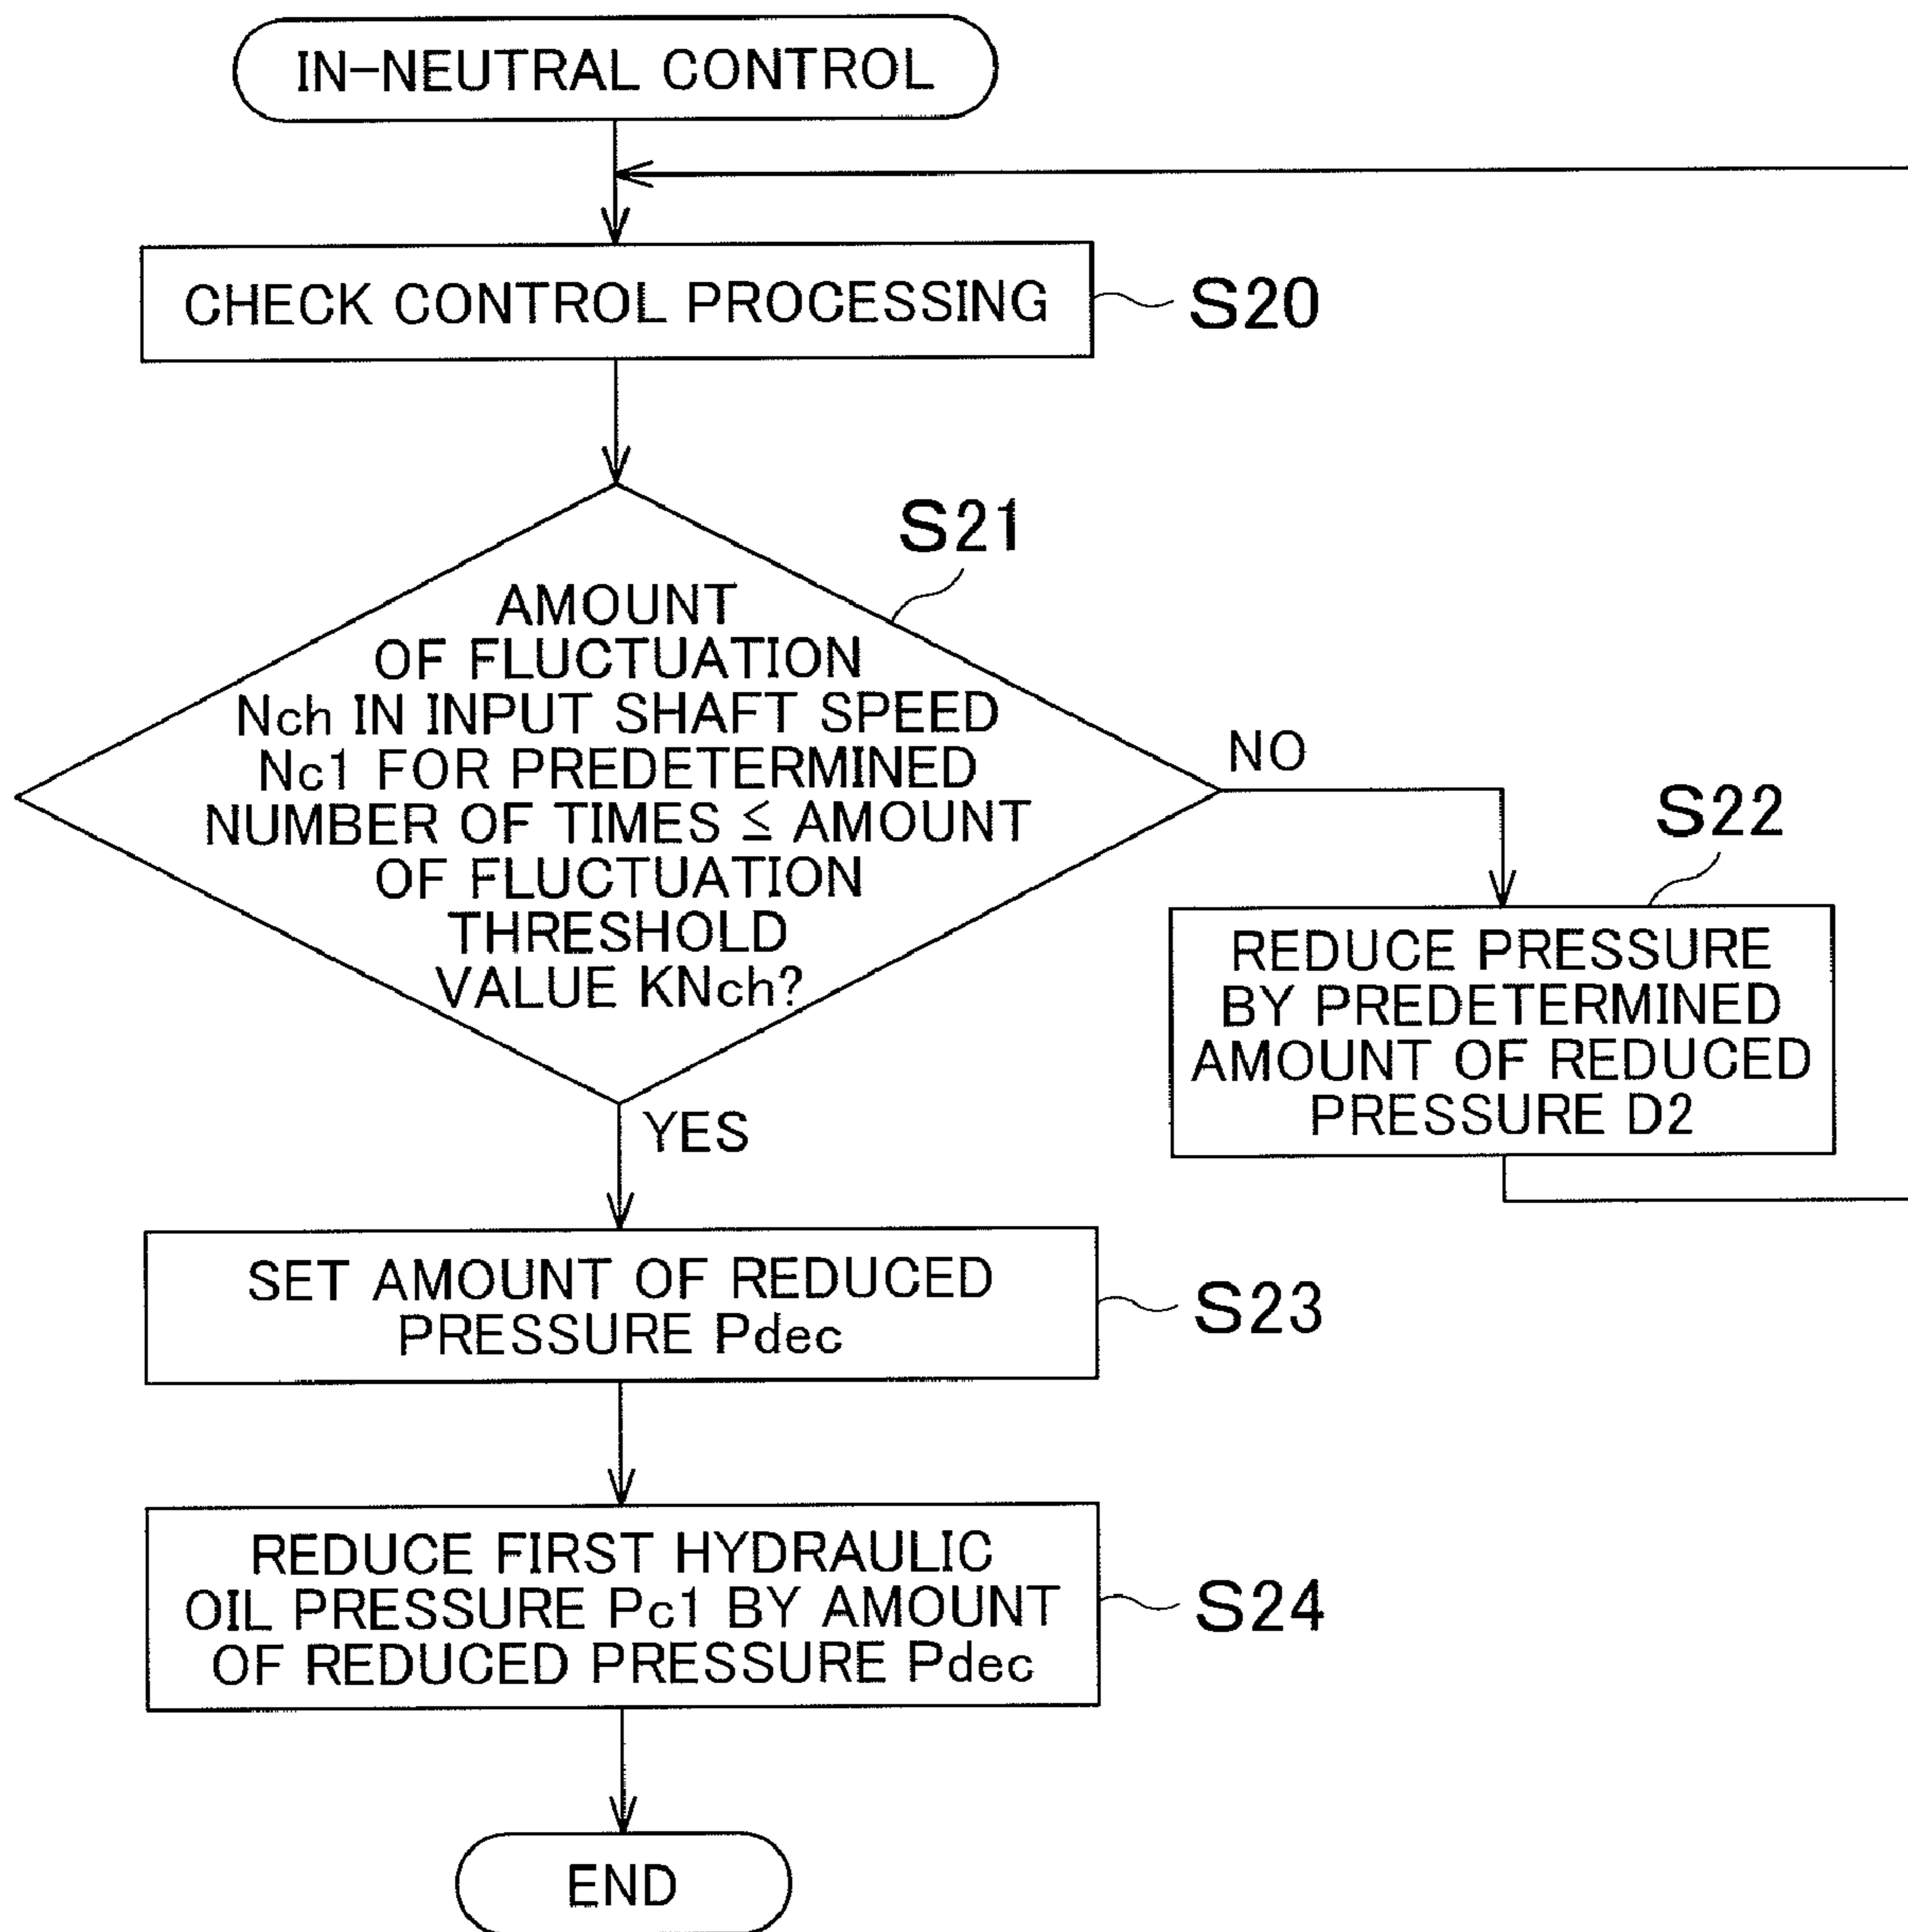 IN-NEUTRAL CONTROL
CHECK CONTROL PROCESSING
S20
S21
AMOUNT
OF FLUCTUATION
Nch IN INPUT SHAFT SPEED
Nc1 FOR PREDETERMINED
NUMBER OF TIMES ≤ AMOUNT
OF FLUCTUATION
THRESHOLD
VALUE KNch?
NO
S22
REDUCE PRESSURE
BY PREDETERMINED
AMOUNT OF REDUCED
PRESSURE D2
YES
SET AMOUNT OF REDUCED
PRESSURE Pdec
S23
REDUCE FIRST HYDRAULIC
OIL PRESSURE Pc1 BY AMOUNT
OF REDUCED PRESSURE Pdec
S24
END